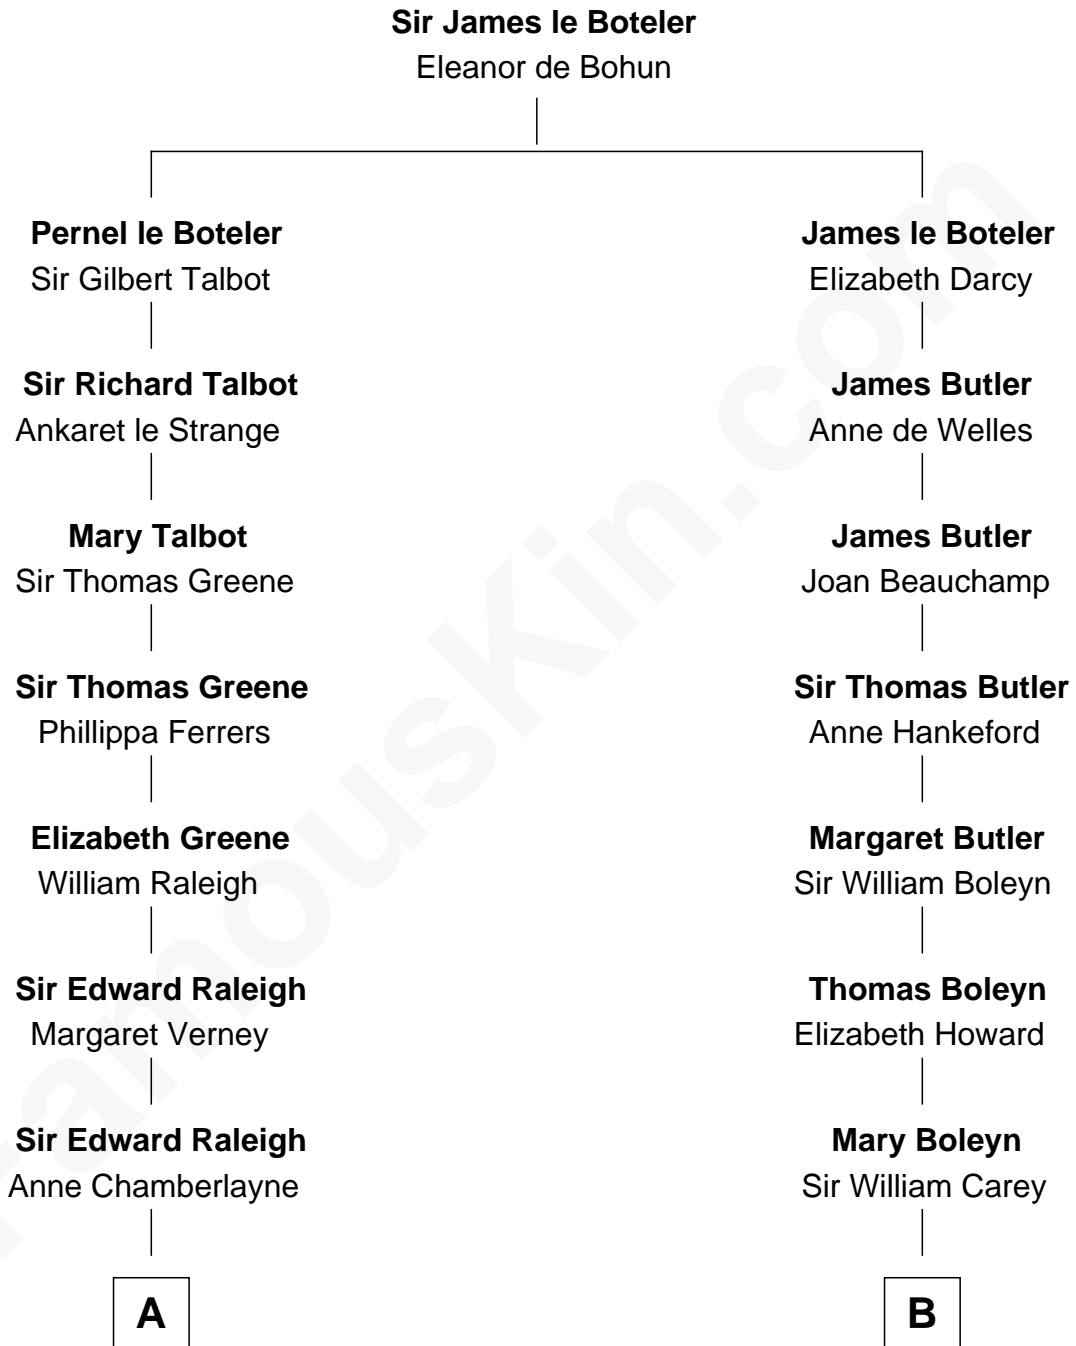 Sir James le Boteler
Eleanor de Bohun
Pernel le Boteler
Sir Gilbert Talbot
James le Boteler
Elizabeth Darcy
Sir Richard Talbot
Ankaret le Strange
James Butler
Anne de Welles
Mary Talbot
Sir Thomas Greene
James Butler
Joan Beauchamp
Sir Thomas Greene
Phillippa Ferrers
Sir Thomas Butler
Anne Hankeford
Elizabeth Greene
William Raleigh
Margaret Butler
Sir William Boleyn
Sir Edward Raleigh
Margaret Verney
Thomas Boleyn
Elizabeth Howard
Sir Edward Raleigh
Anne Chamberlayne
Mary Boleyn
Sir William Carey
A
B
FamousKin.com